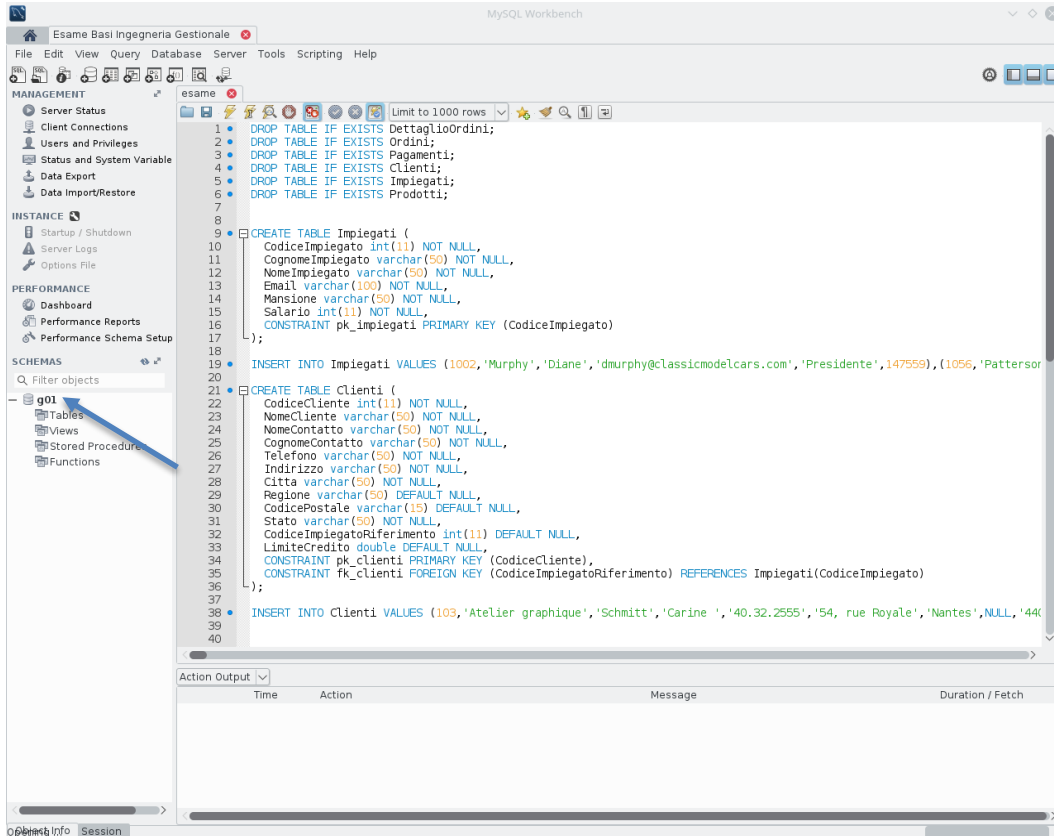 MySQL Workbench
Esame Basi Ingegneria Gestionale
File Edit View Query Database Server Tools Scripting Help
MANAGEMENT
Server Status
Client Connections
Users and Privileges
Status and System Variable
Data Export
Data Import/Restore
INSTANCE
Startup / Shutdown
Server Logs
Options File
PERFORMANCE
Dashboard
Performance Reports
Performance Schema Setup
SCHEMAS
Filter objects
g01
Tables
Views
Stored Procedures
Functions
esame
Limit to 1000 rows
1 DROP TABLE IF EXISTS DettaglioOrdini;
2 DROP TABLE IF EXISTS Ordini;
3 DROP TABLE IF EXISTS Pagamenti;
4 DROP TABLE IF EXISTS Clienti;
5 DROP TABLE IF EXISTS Impiegati;
6 DROP TABLE IF EXISTS Prodotti;
7
8
9 CREATE TABLE Impiegati (
10 CodiceImpiegato int(11) NOT NULL,
11 CognomeImpiegato varchar(50) NOT NULL,
12 NomeImpiegato varchar(50) NOT NULL,
13 Email varchar(100) NOT NULL,
14 Mansione varchar(50) NOT NULL,
15 Salario int(11) NOT NULL,
16 CONSTRAINT pk_impiegati PRIMARY KEY (CodiceImpiegato)
17 );
18
19 INSERT INTO Impiegati VALUES (1002,'Murphy','Diane','dmurphy@classicmodelcars.com','Presidente',147559),(1056,'Patterson
20
21 CREATE TABLE Clienti (
22 CodiceCliente int(11) NOT NULL,
23 NomeCliente varchar(50) NOT NULL,
24 NomeContatto varchar(50) NOT NULL,
25 CognomeContatto varchar(50) NOT NULL,
26 Telefono varchar(50) NOT NULL,
27 Indirizzo varchar(50) NOT NULL,
28 Citta varchar(50) NOT NULL,
29 Regione varchar(50) DEFAULT NULL,
30 CodicePostale varchar(15) DEFAULT NULL,
31 Stato varchar(50) NOT NULL,
32 CodiceImpiegatoRiferimento int(11) DEFAULT NULL,
33 LimiteCredito double DEFAULT NULL,
34 CONSTRAINT pk_clienti PRIMARY KEY (CodiceCliente),
35 CONSTRAINT fk_clienti FOREIGN KEY (CodiceImpiegatoRiferimento) REFERENCES Impiegati(CodiceImpiegato)
36 );
37
38 INSERT INTO Clienti VALUES (103,'Atelier graphique','Schmitt','Carine ','40.32.2555','54, rue Royale','Nantes',NULL,'440
39
40
Action Output
Time Action Message Duration / Fetch
Object Info Session